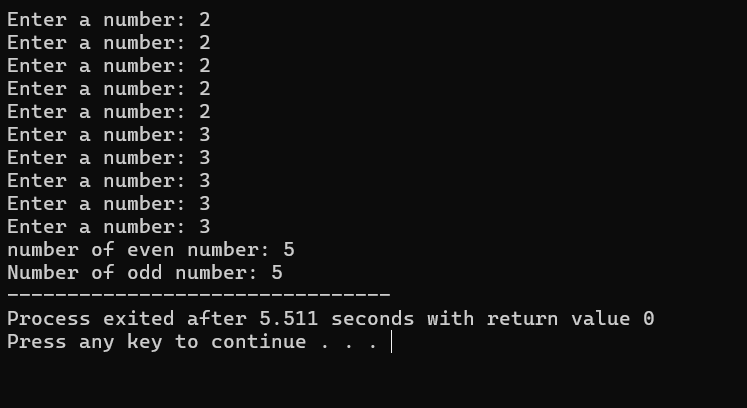 Enter a number: 2
Enter a number: 2
Enter a number: 2
Enter a number: 2
Enter a number: 2
Enter a number: 3
Enter a number: 3
Enter a number: 3
Enter a number: 3
Enter a number: 3
number of even number: 5
Number of odd number: 5
--------------------------------
Process exited after 5.511 seconds with return value 0
Press any key to continue . . .